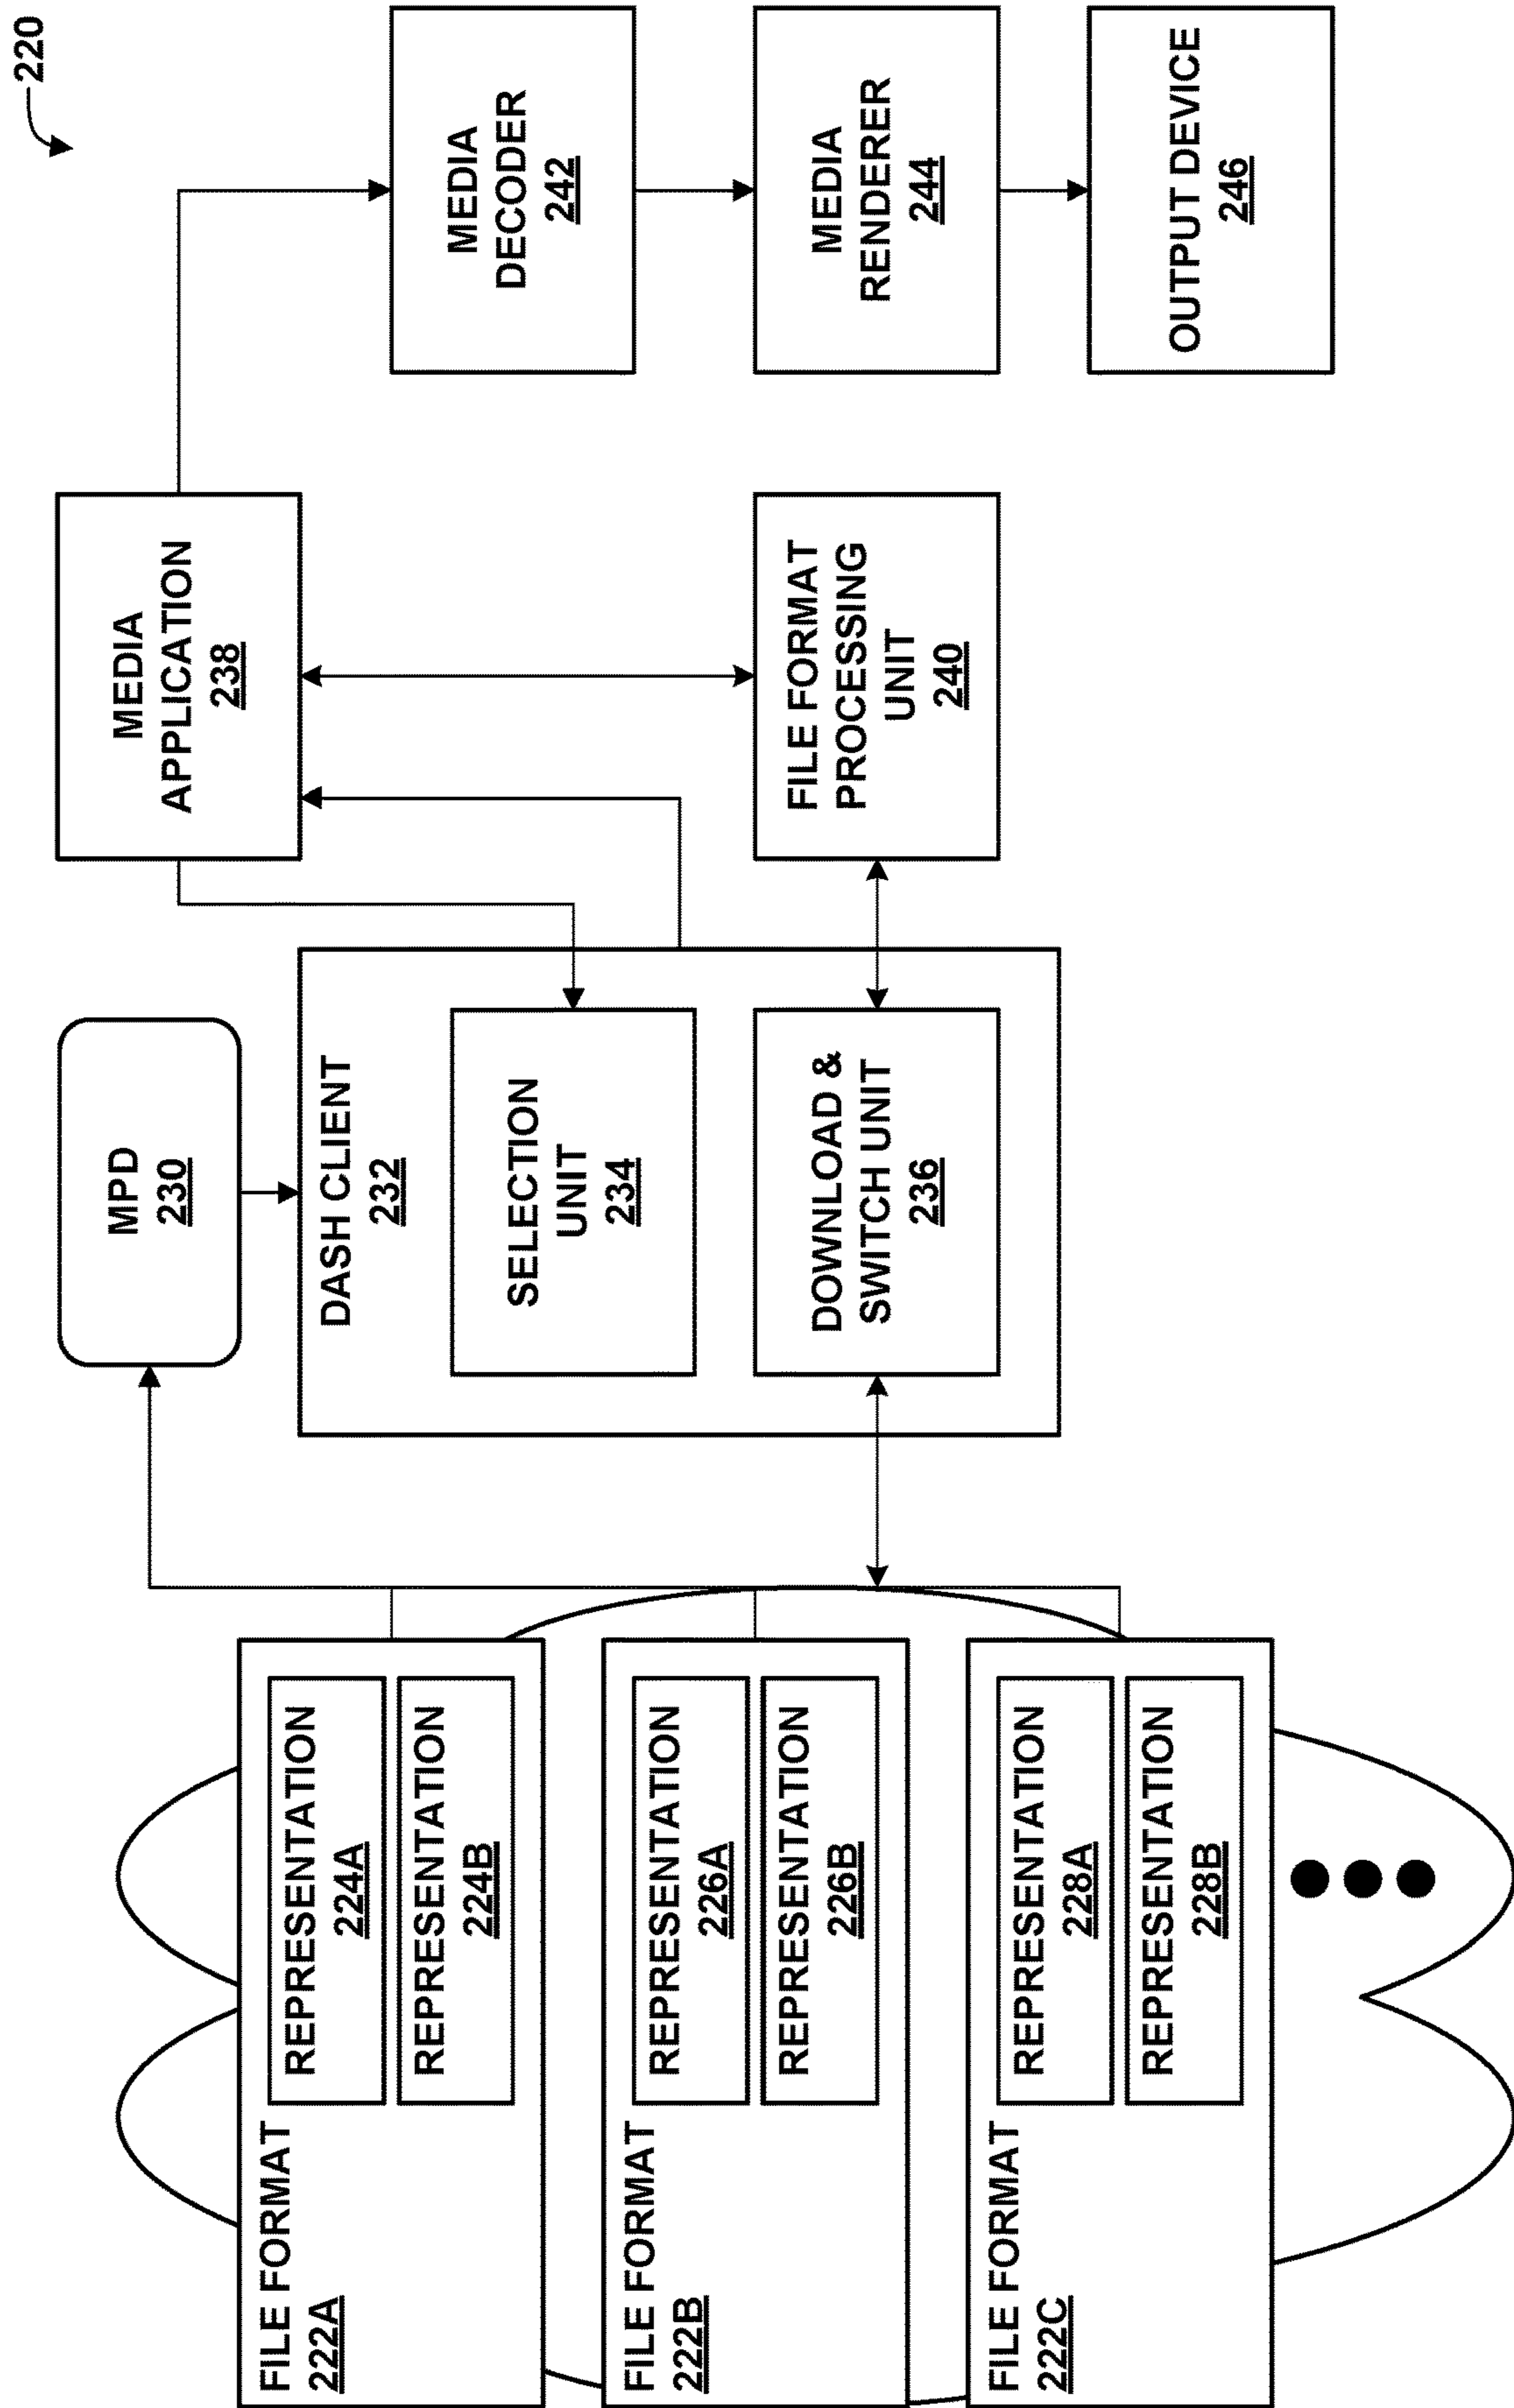 220
FILE FORMAT
222A
REPRESENTATION
224A
REPRESENTATION
224B
FILE FORMAT
222B
REPRESENTATION
226A
REPRESENTATION
226B
FILE FORMAT
222C
REPRESENTATION
228A
REPRESENTATION
228B
MPD
230
DASH CLIENT
232
SELECTION
UNIT
234
DOWNLOAD &
SWITCH UNIT
236
MEDIA
APPLICATION
238
FILE FORMAT
PROCESSING
UNIT
240
MEDIA
DECODER
242
MEDIA
RENDERER
244
OUTPUT DEVICE
246